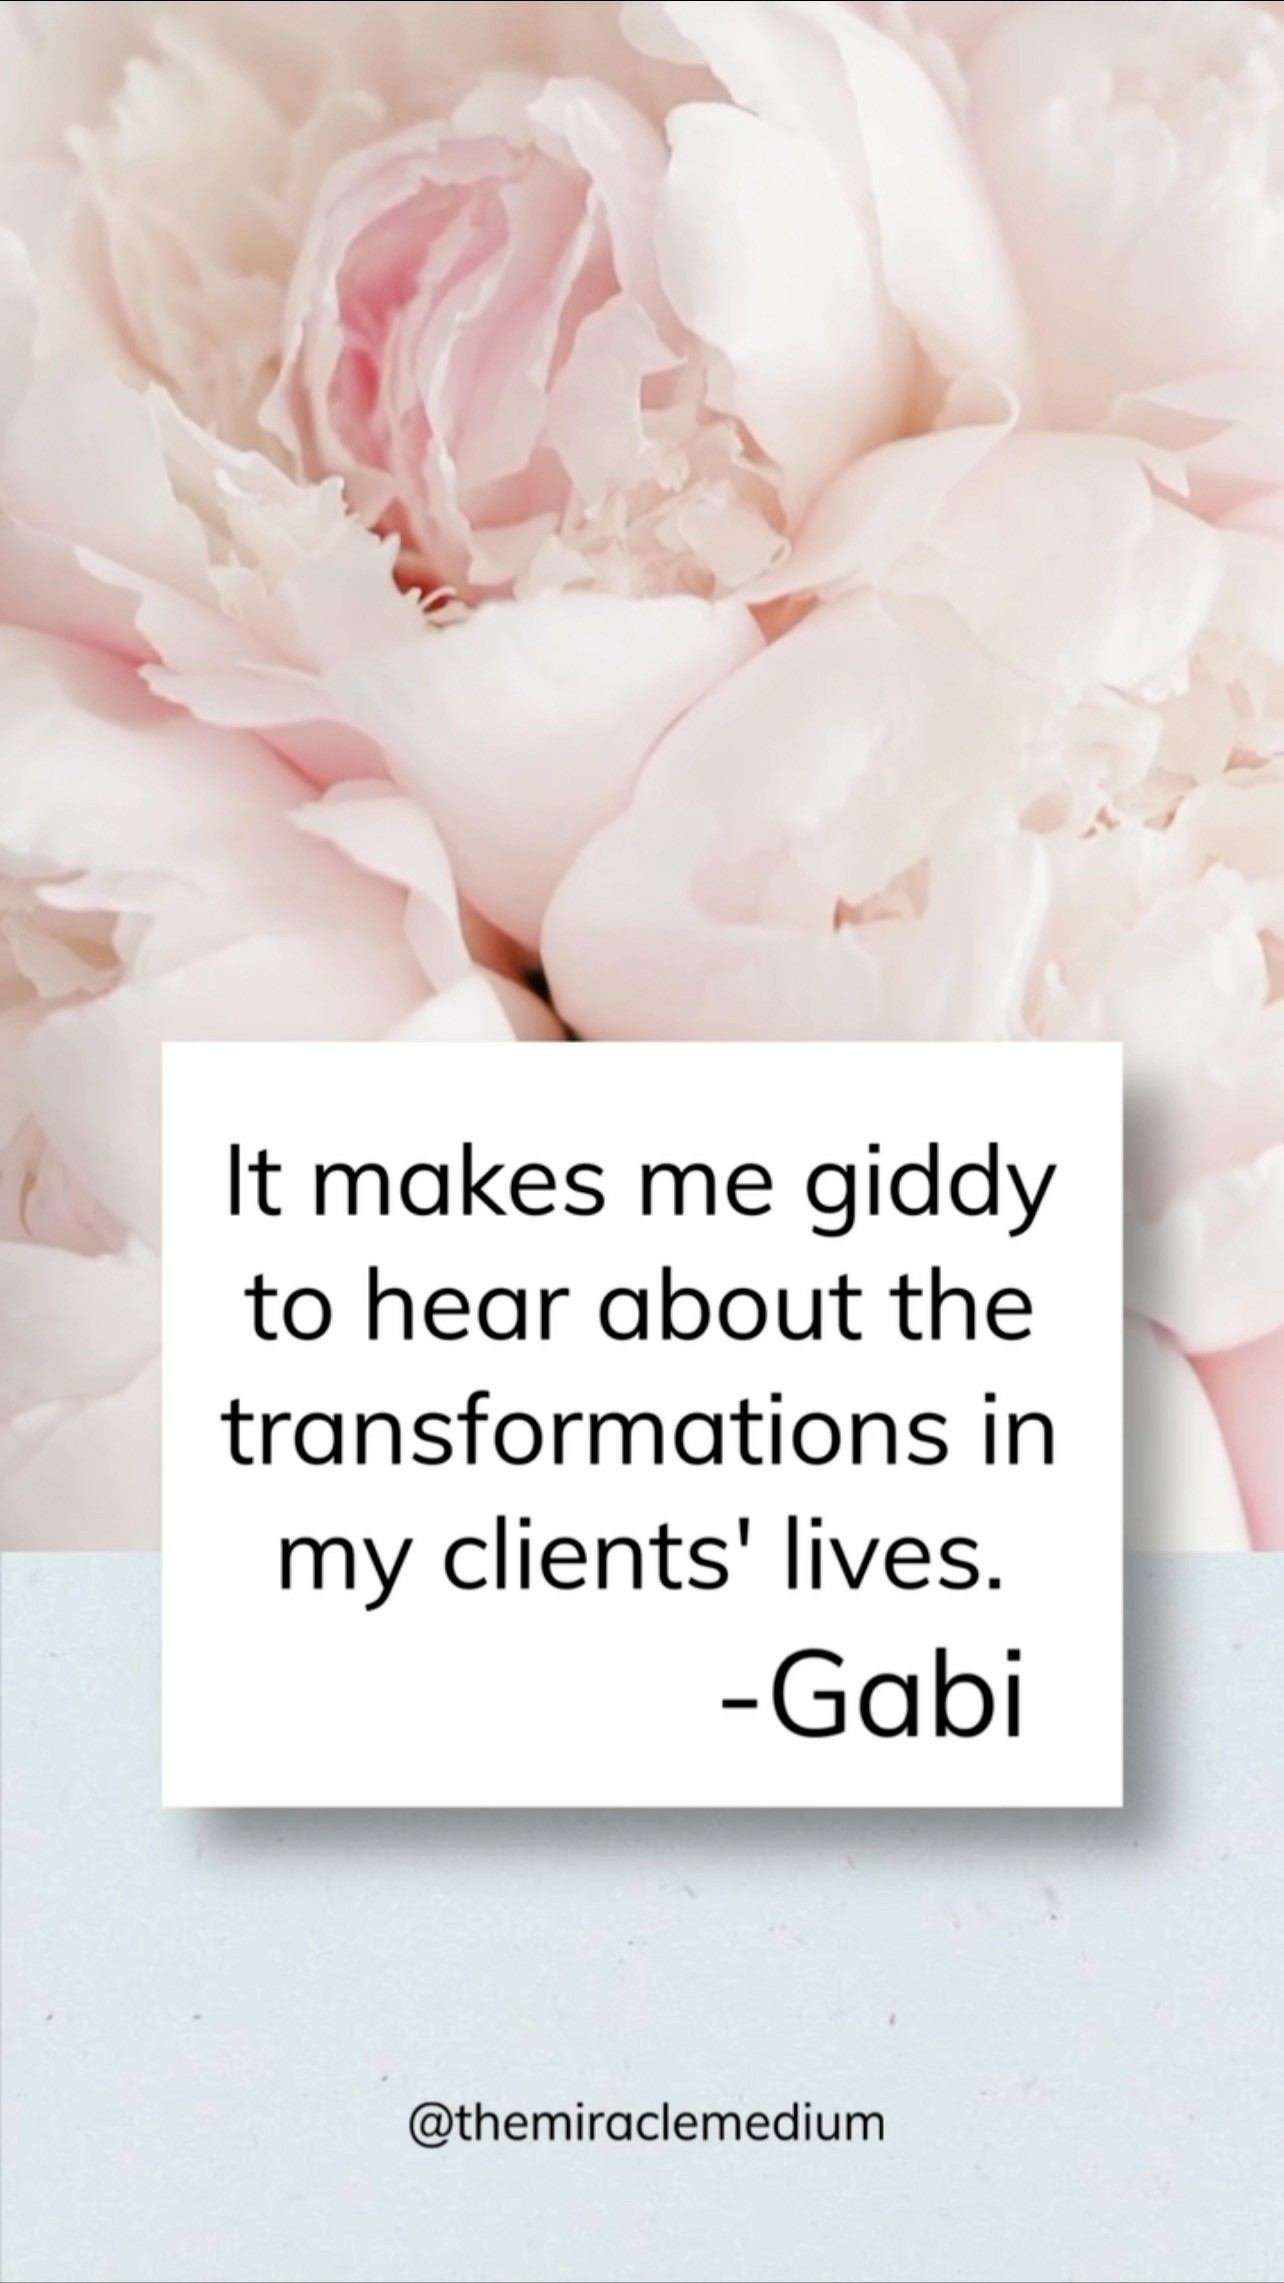 It makes me giddy
to hear about the
transformations in
my clients' lives.
-Gabi
@themiraclemedium